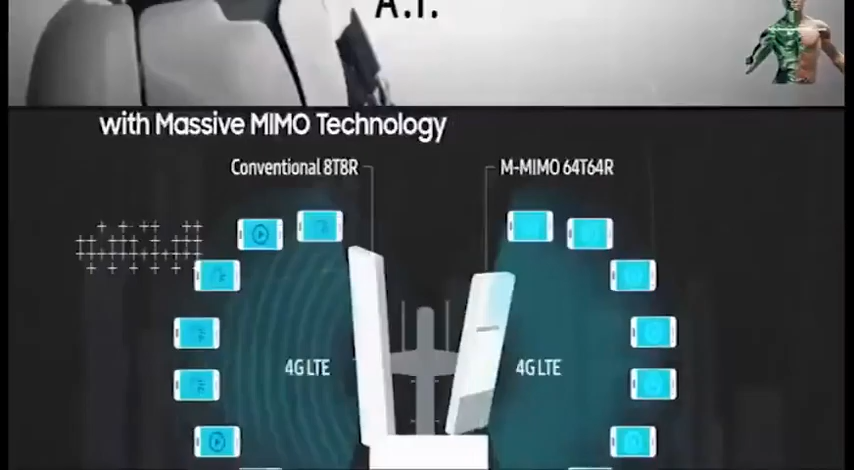 A.I.
with Massive MIMO Technology
Conventional 8T8R
M-MIMO 64T64R
4G LTE
4G LTE